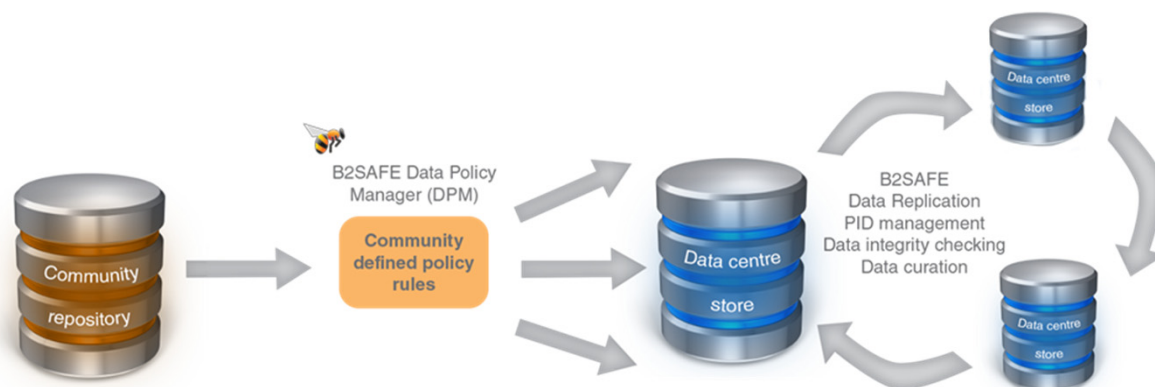 Community
repository
B2SAFE Data Policy
Manager (DPM)
Community
defined policy
rules
Data centre
store
B2SAFE
Data Replication
PID management
Data integrity checking
Data curation
Data centre
store
Data centre
store